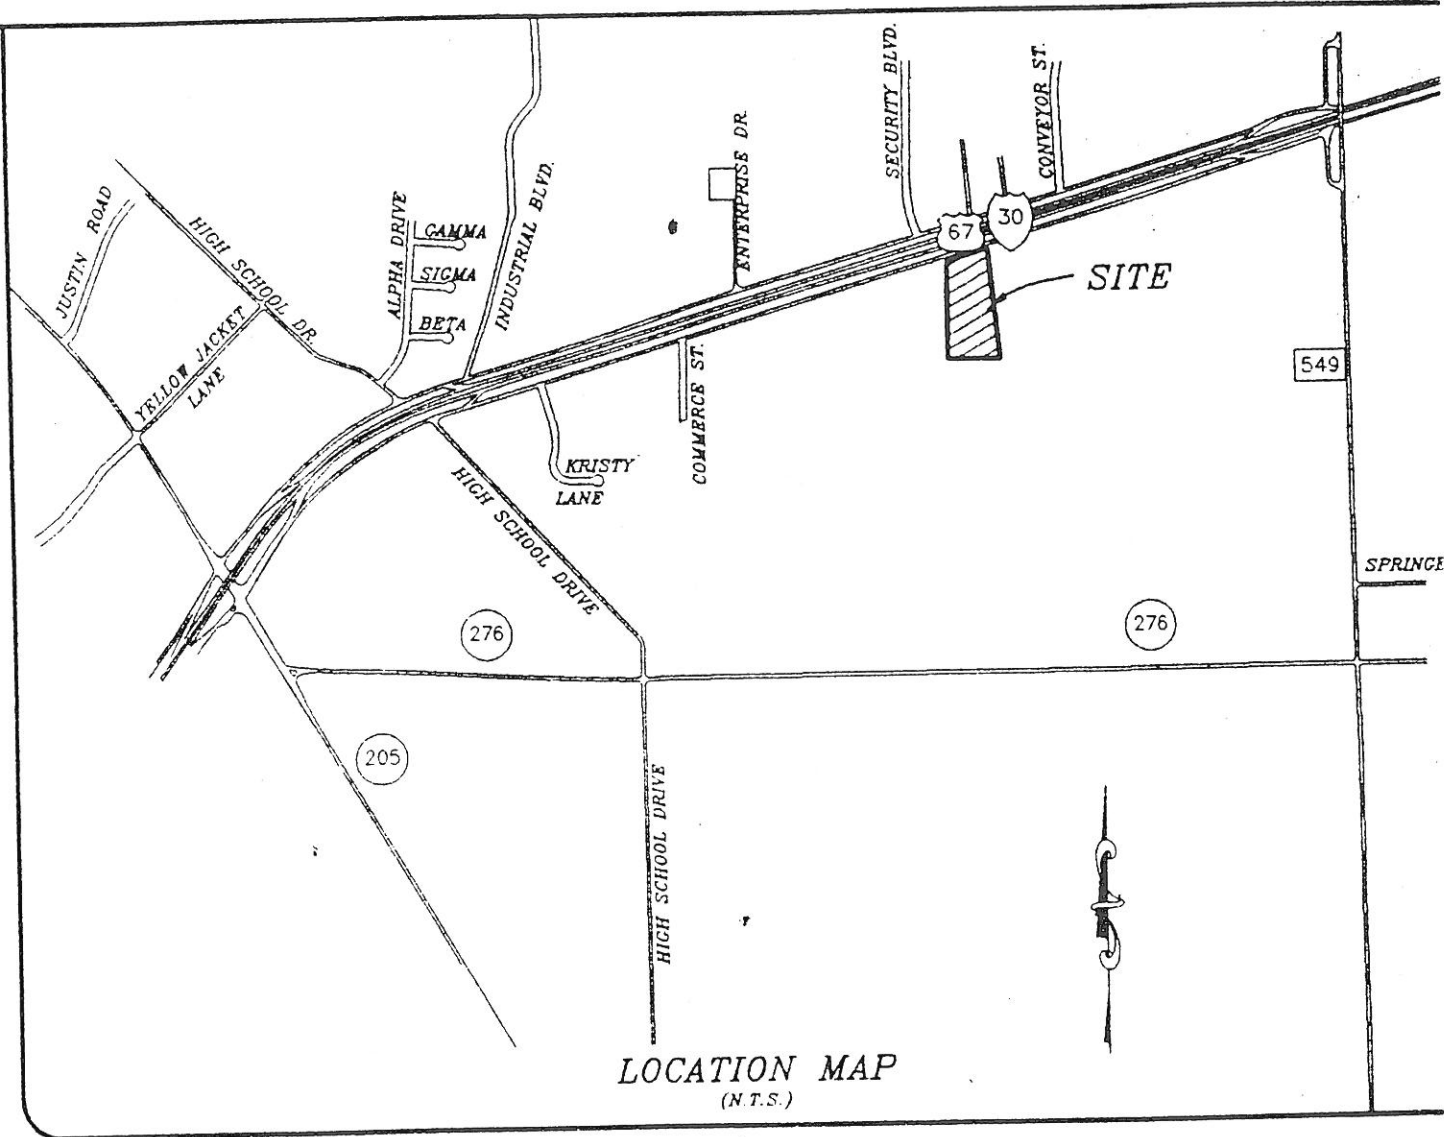 SECURITY BLVD.
CONVEYOR ST.
ENTERPRISE DR.
INDUSTRIAL BLVD.
ALPHA DRIVE
GAMMA
SIGMA
BETA
JUSTIN ROAD
HIGH SCHOOL DR.
YELLOW JACKET
LANE
67
30
SITE
549
COMMERCE ST.
KRISTY
LANE
HIGH SCHOOL DRIVE
SPRINGE
276
276
205
HIGH SCHOOL DRIVE
LOCATION MAP
(N.T.S.)